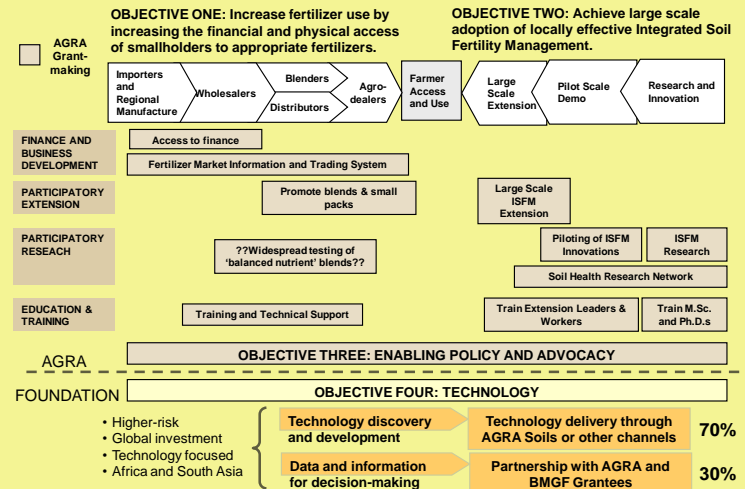 OBJECTIVE ONE: Increase fertilizer use by
increasing the financial and physical access
of smallholders to appropriate fertilizers.
OBJECTIVE TWO: Achieve large scale
adoption of locally effective Integrated Soil
Fertility Management.
AGRA
Grant-
making
Importers
and
Regional
Manufacture
Wholesalers
Blenders
Distributors
Agro-
dealers
Farmer
Access
and Use
Large
Scale
Extension
Pilot Scale
Demo
Research and
Innovation
FINANCE AND
BUSINESS
DEVELOPMENT
Access to finance
Fertilizer Market Information and Trading System
PARTICIPATORY
EXTENSION
Promote blends & small
packs
Large Scale
ISFM
Extension
PARTICIPATORY
RESEACH
??Widespread testing of
‘balanced nutrient’ blends??
Piloting of ISFM
Innovations
ISFM
Research
Soil Health Research Network
EDUCATION &
TRAINING
Training and Technical Support
Train Extension Leaders &
Workers
Train M.Sc.
and Ph.D.s
AGRA
OBJECTIVE THREE: ENABLING POLICY AND ADVOCACY
FOUNDATION
OBJECTIVE FOUR: TECHNOLOGY
• Higher-risk
• Global investment
• Technology focused
• Africa and South Asia
Technology discovery
and development
Technology delivery through
AGRA Soils or other channels
70%
Data and information
for decision-making
Partnership with AGRA and
BMGF Grantees
30%